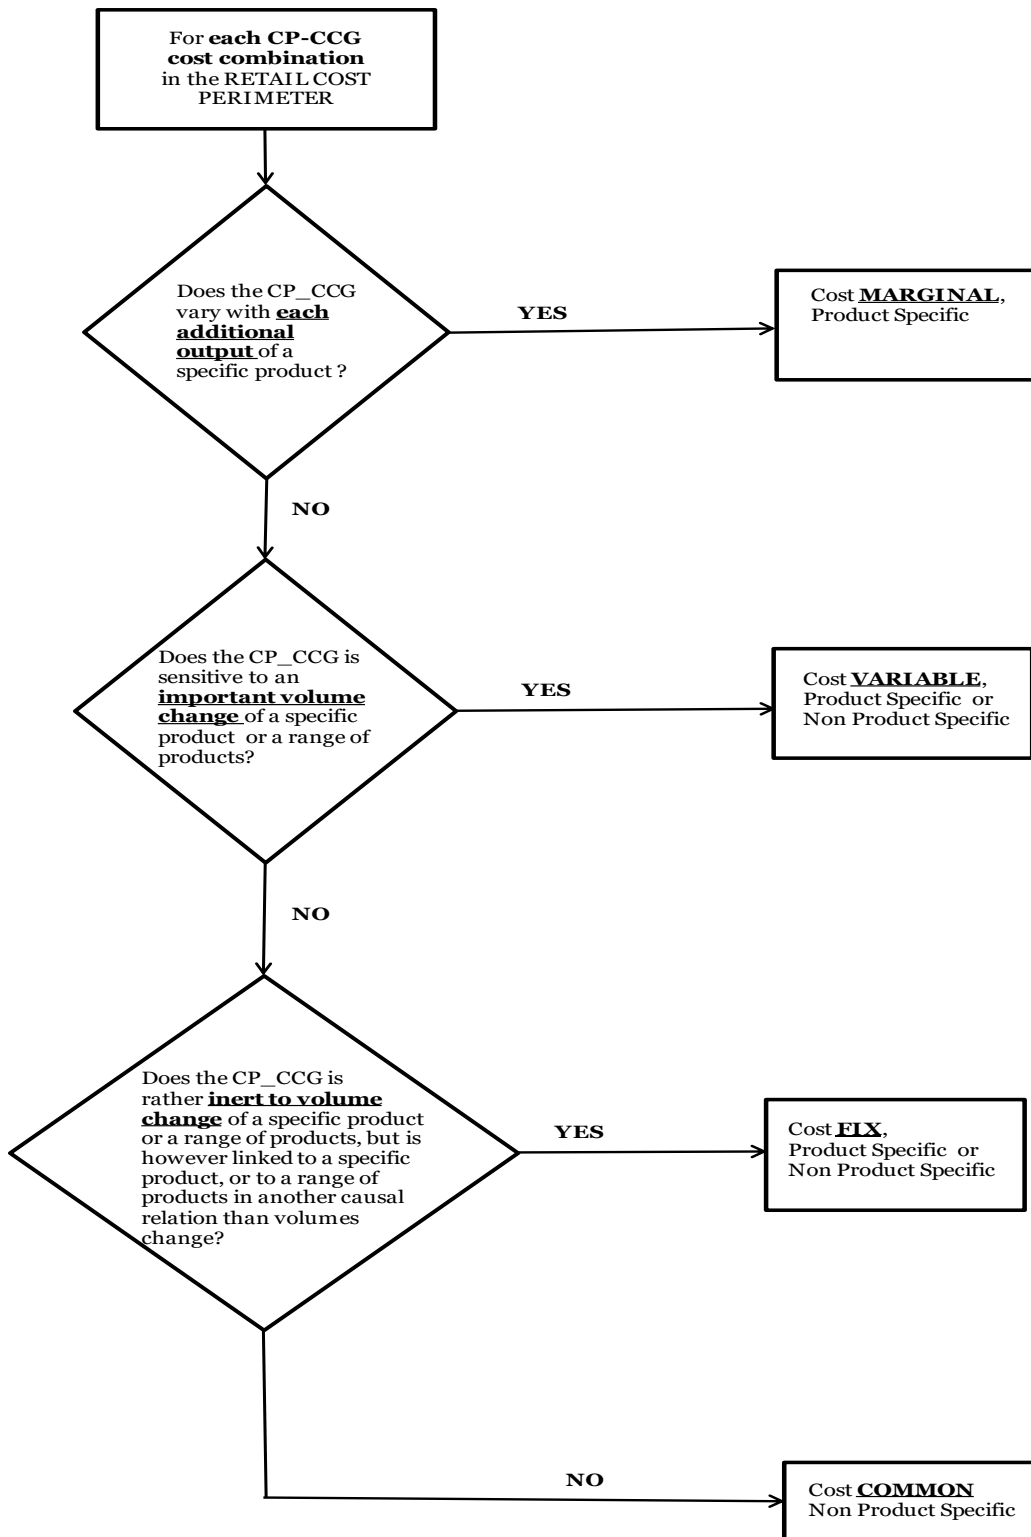 For each CP-CCG
cost combination
in the RETAIL COST
PERIMETER
Does the CP_CCG
vary with each
additional
output of a
specific product ?
YES
Cost MARGINAL,
Product Specific
NO
Does the CP_CCG is
sensitive to an
important volume
change of a specific
product or a range of
products?
YES
Cost VARIABLE,
Product Specific or
Non Product Specific
NO
Does the CP_CCG is
rather inert to volume
change of a specific product
or a range of products, but is
however linked to a specific
product, or to a range of
products in another causal
relation than volumes
change?
YES
Cost FIX,
Product Specific or
Non Product Specific
NO
Cost COMMON
Non Product Specific